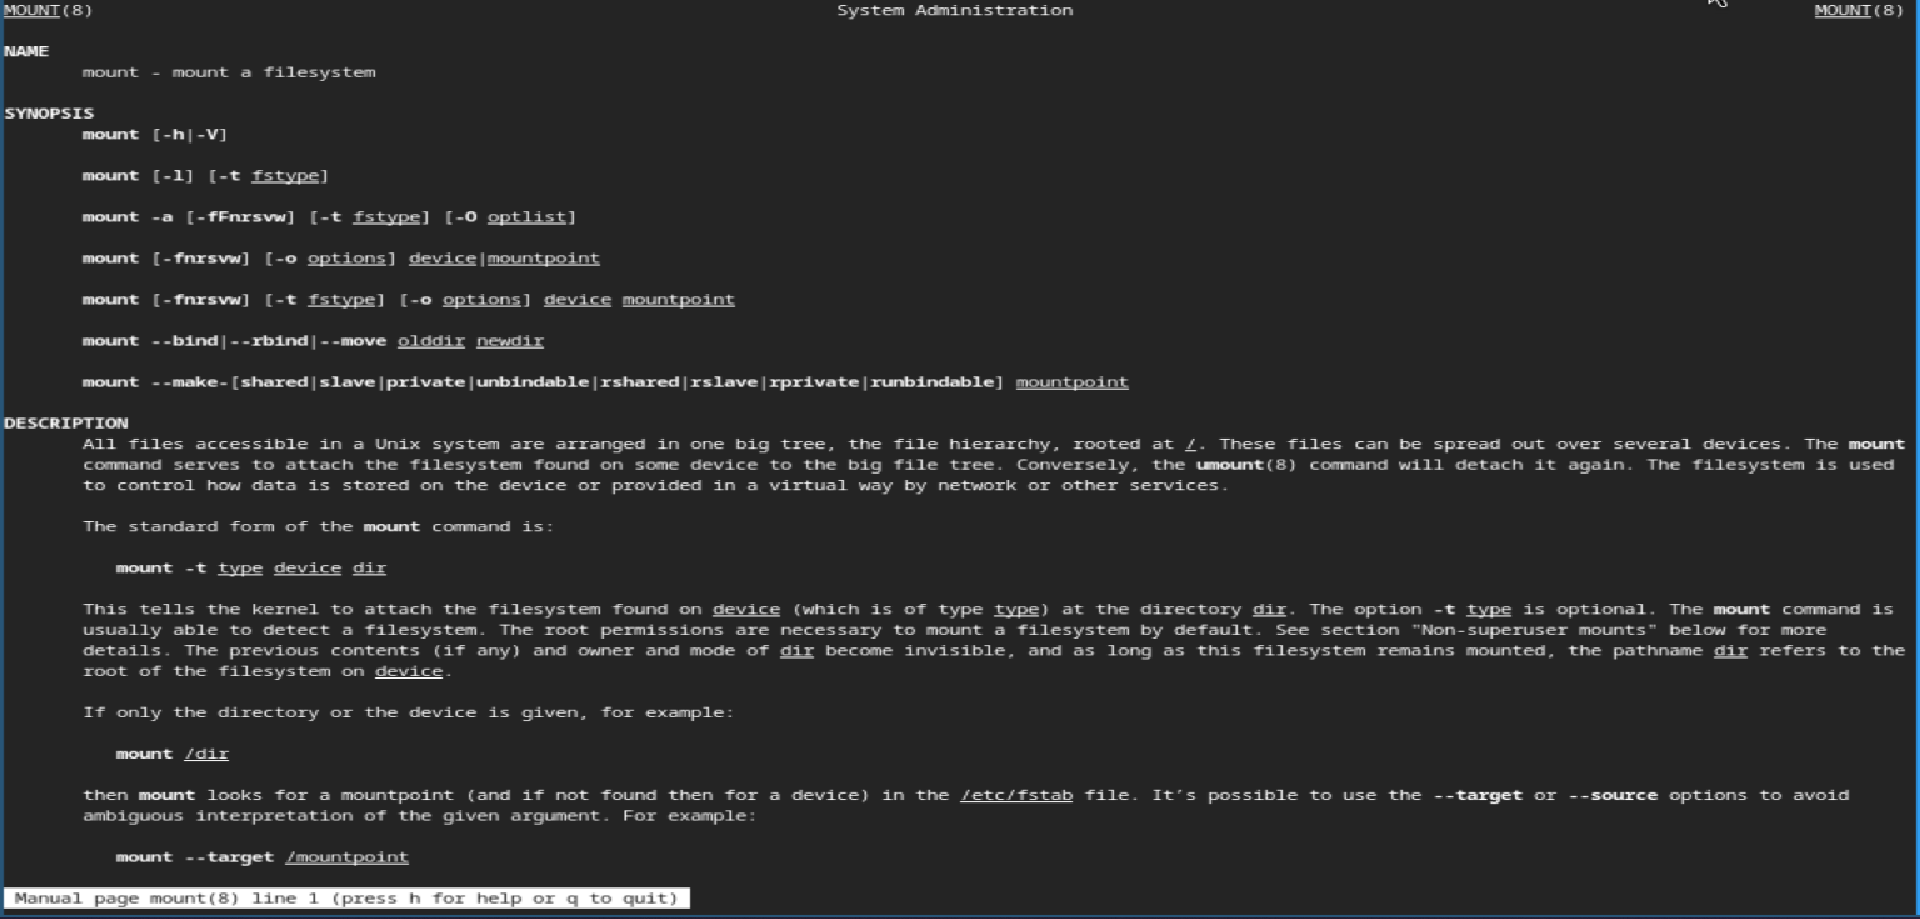 MOUNT(8) System Administration MOUNT(8)
NAME
mount - mount a filesystem
SYNOPSIS
mount [-h|-V]
mount [-l] [-t fstype]
mount -a [-fFnrsvw] [-t fstype] [-O optlist]
mount [-fnrsvw] [-o options] device|mountpoint
mount [-fnrsvw] [-t fstype] [-o options] device mountpoint
mount --bind|--rbind|--move olddir newdir
mount --make-[shared|slave|private|unbindable|rshared|rslave|rprivate|runbindable] mountpoint
DESCRIPTION
All files accessible in a Unix system are arranged in one big tree, the file hierarchy, rooted at /. These files can be spread out over several devices. The mount
command serves to attach the filesystem found on some device to the big file tree. Conversely, the umount(8) command will detach it again. The filesystem is used
to control how data is stored on the device or provided in a virtual way by network or other services.
The standard form of the mount command is:
mount -t type device dir
This tells the kernel to attach the filesystem found on device (which is of type type) at the directory dir. The option -t type is optional. The mount command is
usually able to detect a filesystem. The root permissions are necessary to mount a filesystem by default. See section "Non-superuser mounts" below for more
details. The previous contents (if any) and owner and mode of dir become invisible, and as long as this filesystem remains mounted, the pathname dir refers to the
root of the filesystem on device.
If only the directory or the device is given, for example:
mount /dir
then mount looks for a mountpoint (and if not found then for a device) in the /etc/fstab file. It's possible to use the --target or --source options to avoid
ambiguous interpretation of the given argument. For example:
mount --target /mountpoint
Manual page mount(8) line 1 (press h for help or q to quit)